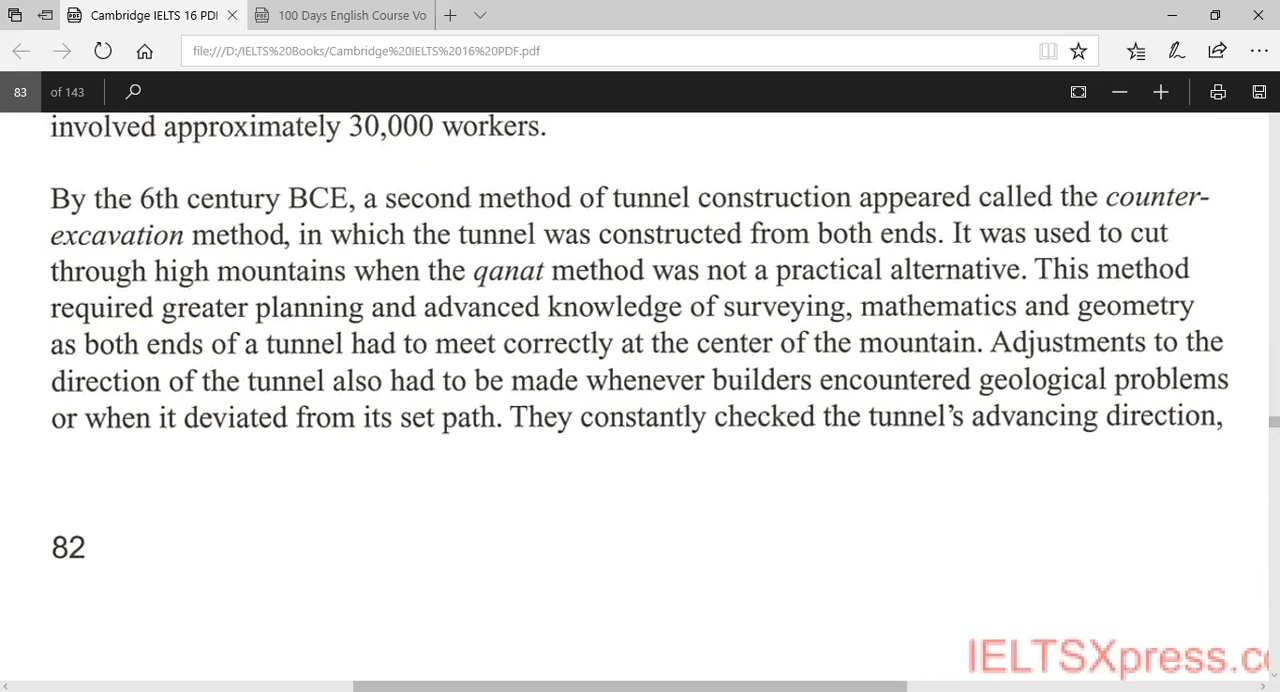 Cambridge IELTS 16 PDF
100 Days English Course Vo
file:///D:/IELTS%20Books/Cambridge%20IELTS%2016%20PDF.pdf
83 of 143
involved approximately 30,000 workers.
By the 6th century BCE, a second method of tunnel construction appeared called the counter-
excavation method, in which the tunnel was constructed from both ends. It was used to cut
through high mountains when the qanat method was not a practical alternative. This method
required greater planning and advanced knowledge of surveying, mathematics and geometry
as both ends of a tunnel had to meet correctly at the center of the mountain. Adjustments to the
direction of the tunnel also had to be made whenever builders encountered geological problems
or when it deviated from its set path. They constantly checked the tunnel's advancing direction,
82
IELTSXpress.co